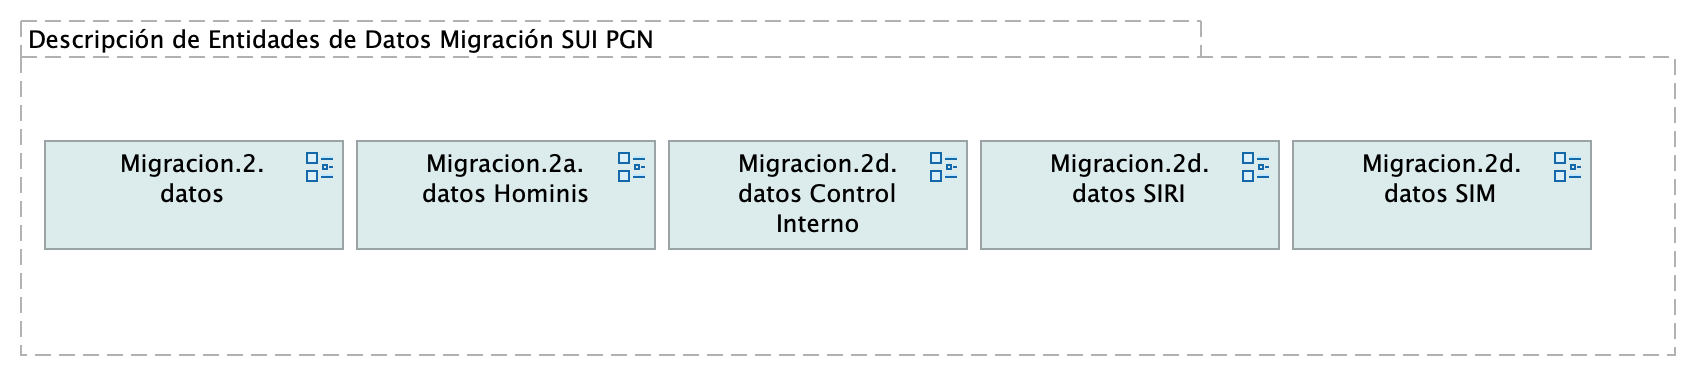 Descripción de Entidades de Datos Migración SUI PGN
Migracion.2.
datos
Migracion.2a.
datos Hominis
Migracion.2d.
datos Control
Interno
Migracion.2d.
datos SIRI
Migracion.2d.
datos SIM